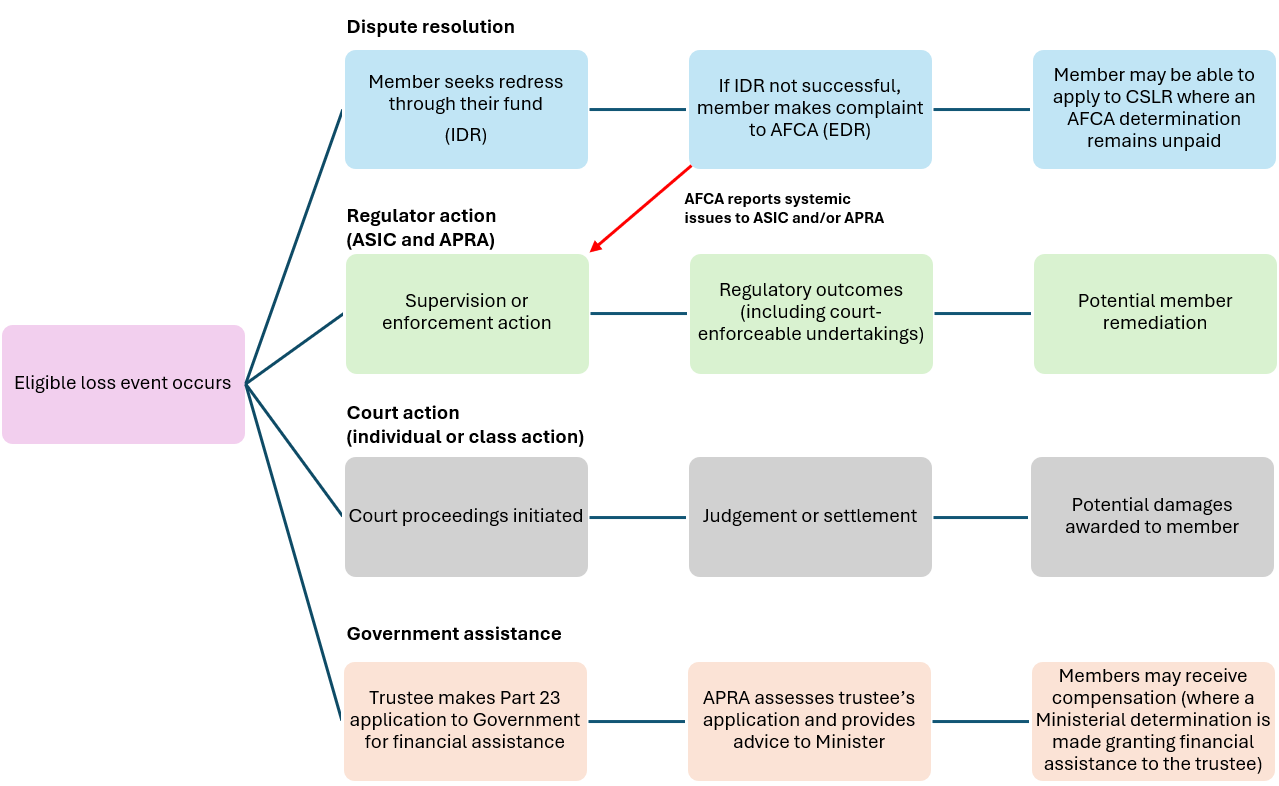 Dispute resolution
Member seeks redress
through their fund
(IDR)
If IDR not successful,
member makes complaint
to AFCA (EDR)
Member may be able to
apply to CSLR where an
AFCA determination
remains unpaid
AFCA reports systemic
issues to ASIC and/or APRA
Regulator action
(ASIC and APRA)
Supervision or
enforcement action
Regulatory outcomes
(including court-
enforceable undertakings)
Potential member
remediation
Eligible loss event occurs
Court action
(individual or class action)
Court proceedings initiated
Judgement or settlement
Potential damages
awarded to member
Government assistance
Trustee makes Part 23
application to Government
for financial assistance
APRA assesses trustee’s
application and provides
advice to Minister
Members may receive
compensation (where a
Ministerial determination is
made granting financial
assistance to the trustee)